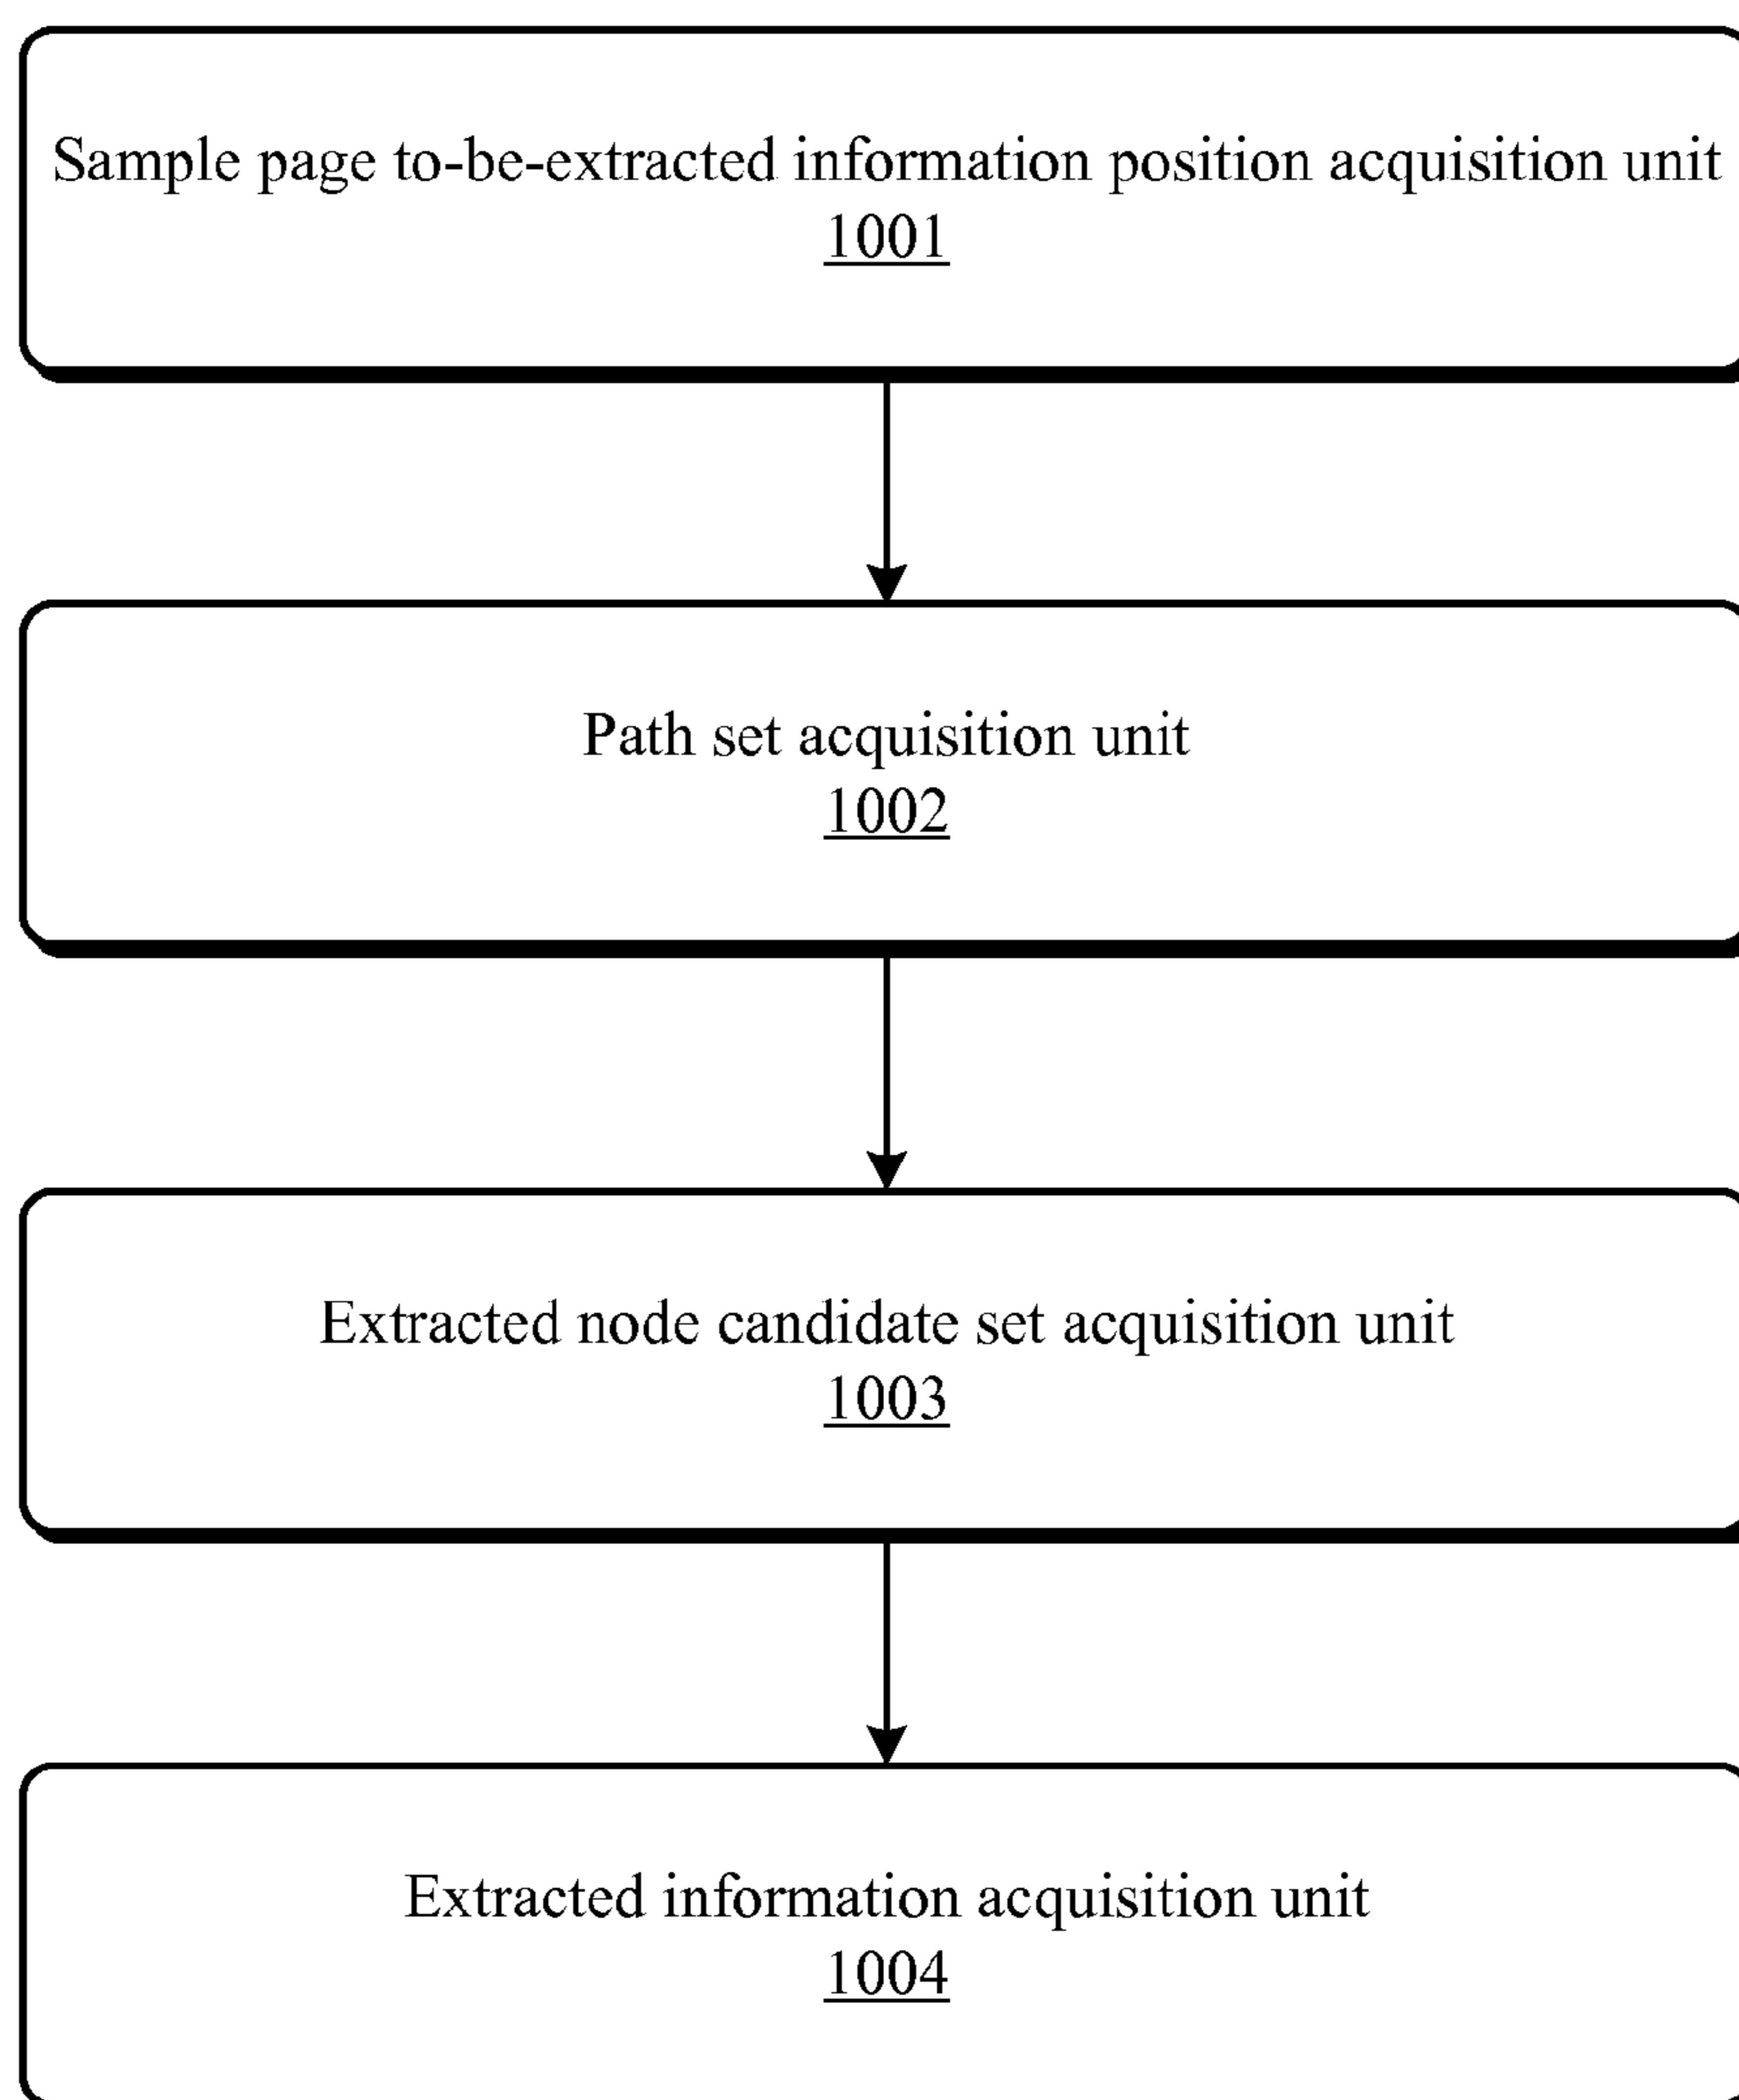 Sample page to-be-extracted information position acquisition unit
1001
Path set acquisition unit
1002
Extracted node candidate set acquisition unit
1003
Extracted information acquisition unit
1004